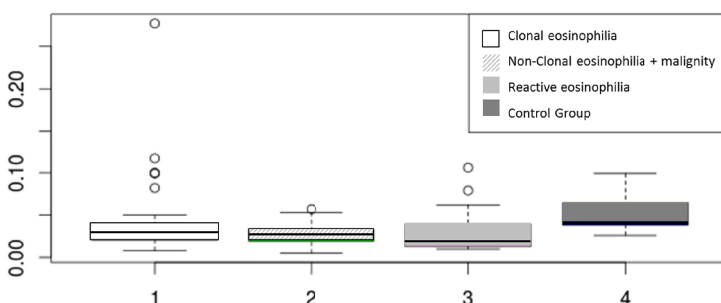 Clonal eosinophilia
Non-Clonal eosinophilia + malignity
Reactive eosinophilia
Control Group
0.20
0.10
0.00
1 2 3 4